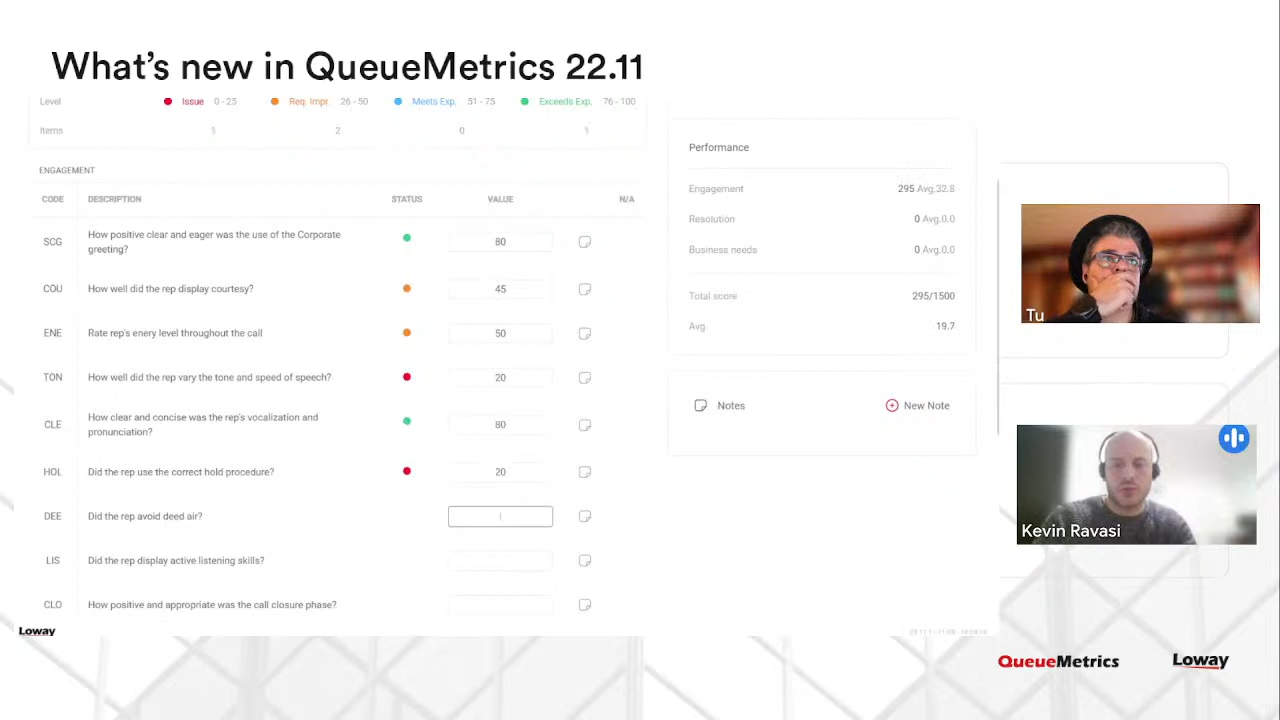 What's new in QueueMetrics 22.11
Level Issue 0 - 25 Req. Impr. 26 - 50 Meets Exp. 51 - 75 Exceeds Exp. 76 - 100
Items 1 2 0 1
ENGAGEMENT
CODE DESCRIPTION STATUS VALUE N/A
SCG How positive clear and eager was the use of the Corporate
greeting? 80
COU How well did the rep display courtesy? 45
ENE Rate rep's enery level throughout the call 50
TON How well did the rep vary the tone and speed of speech? 20
CLE How clear and concise was the rep's vocalization and
pronunciation? 80
HOL Did the rep use the correct hold procedure? 20
DEE Did the rep avoid deed air?
LIS Did the rep display active listening skills?
CLO How positive and appropriate was the call closure phase?
Performance
Engagement 295 Avg.32.8
Resolution 0 Avg.0.0
Business needs 0 Avg.0.0
Total score 295/1500
Avg 19.7
Notes New Note
Tu
Kevin Ravasi
Loway
QueueMetrics Loway